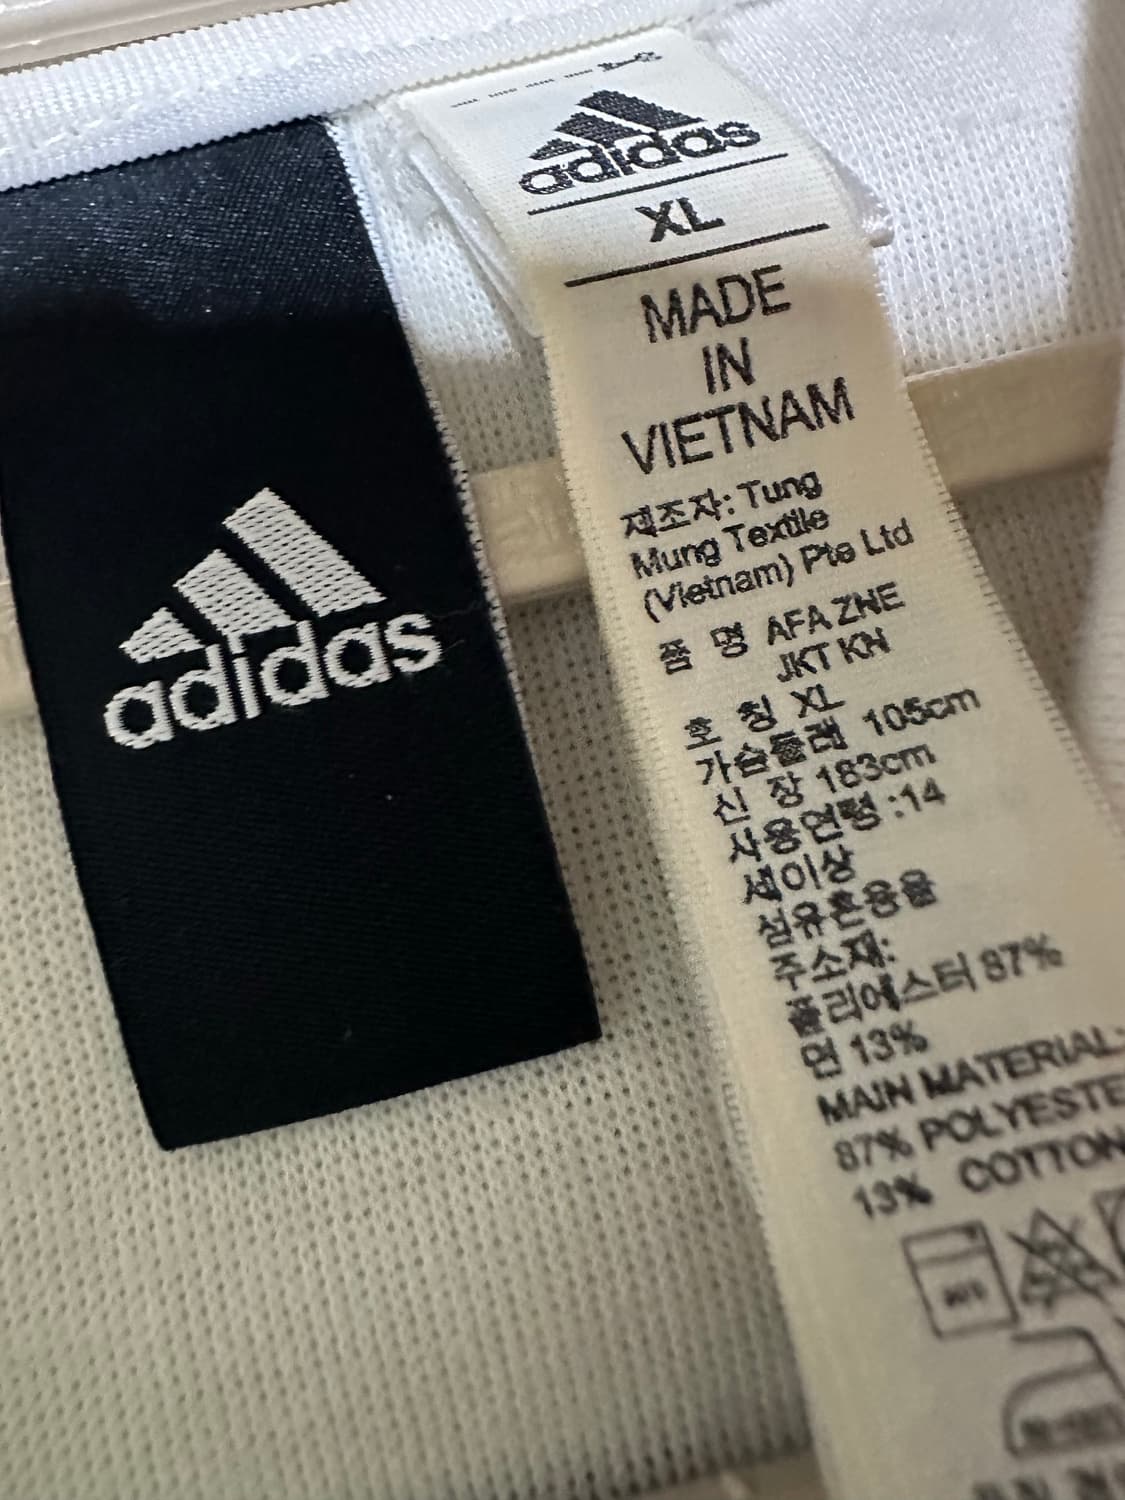 adidas
adidas
XL
MADE
IN
VIETNAM
제조자: Tung
Mung Textile
(Vietnam) Pte Ltd
품 명 AFA ZNE
JKT KN
호 칭 XL
가슴둘레 105cm
신 장 183cm
사용연령 :14
세이상
섬유혼용율
주소재:
폴리에스터 87%
면 13%
MAIN MATERIAL:
87% POLYESTE
13% COTTON